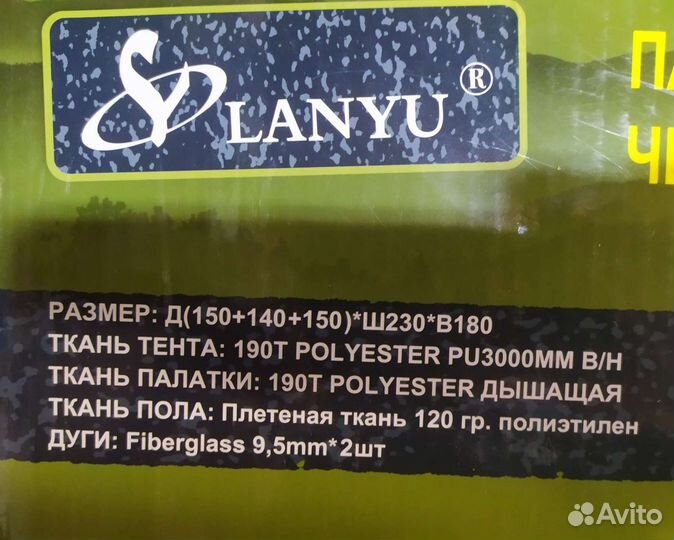 LANYU ®
РАЗМЕР: Д(150+140+150)*Ш230*В180
ТКАНЬ ТЕНТА: 190T POLYESTER PU3000MM В/Н
ТКАНЬ ПАЛАТКИ: 190T POLYESTER ДЫШАЩАЯ
ТКАНЬ ПОЛА: Плетеная ткань 120 гр. полиэтилен
ДУГИ: Fiberglass 9,5mm*2шт
Avito